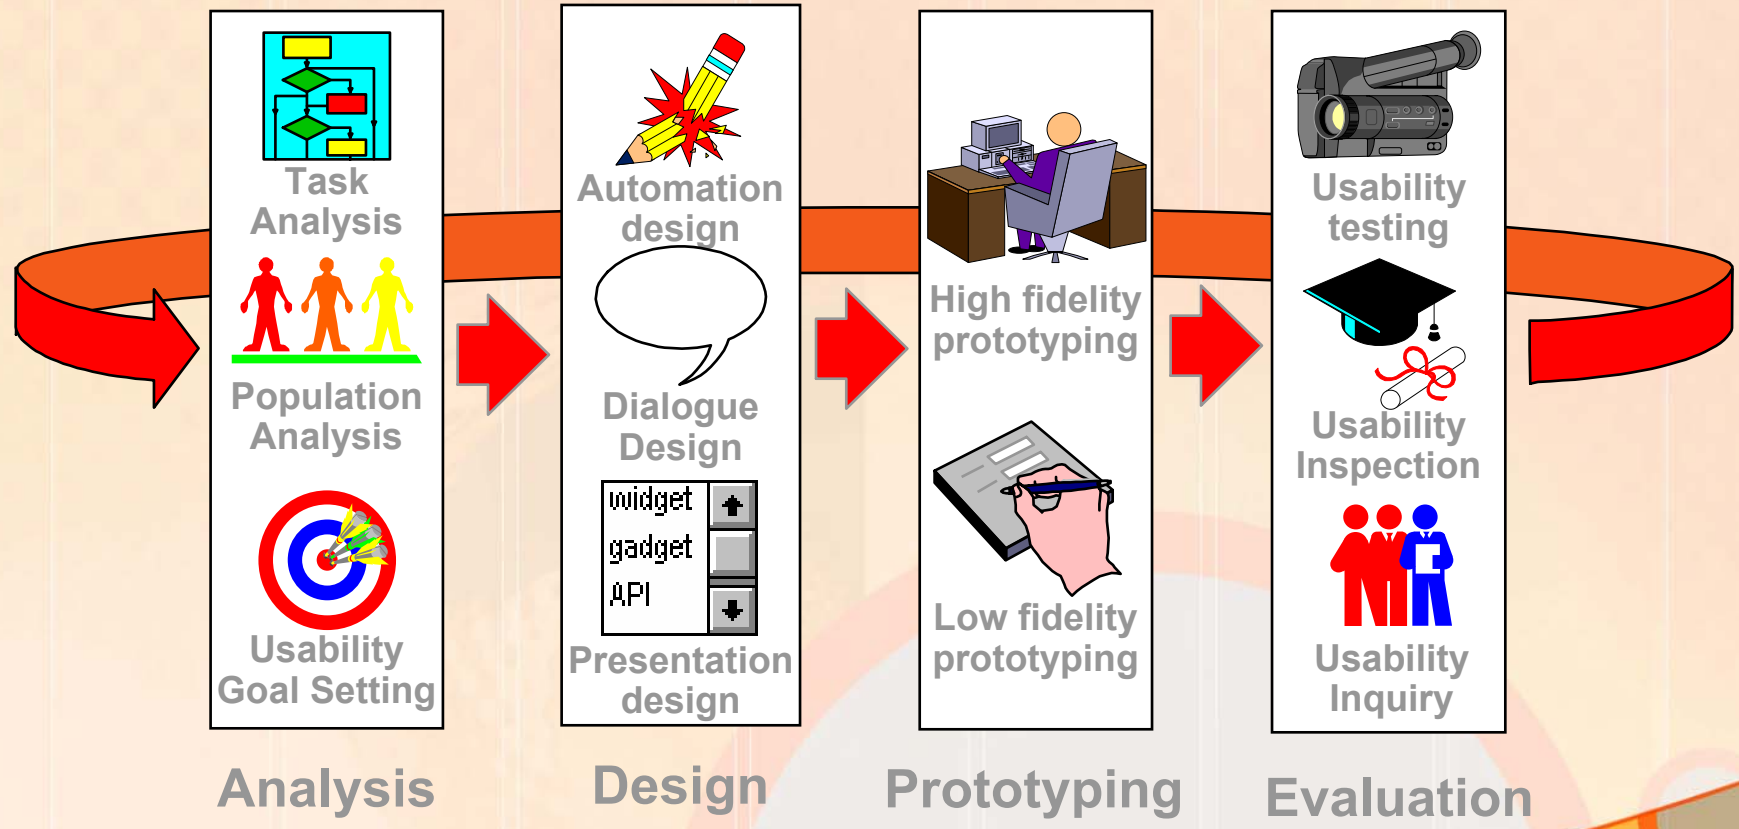 Task
Analysis
Population
Analysis
Usability
Goal Setting
Analysis
Automation
design
Dialogue
Design
widget
gadget
API
Presentation
design
Design
High fidelity
prototyping
Low fidelity
prototyping
Prototyping
Usability
testing
Usability
Inspection
Usability
Inquiry
Evaluation